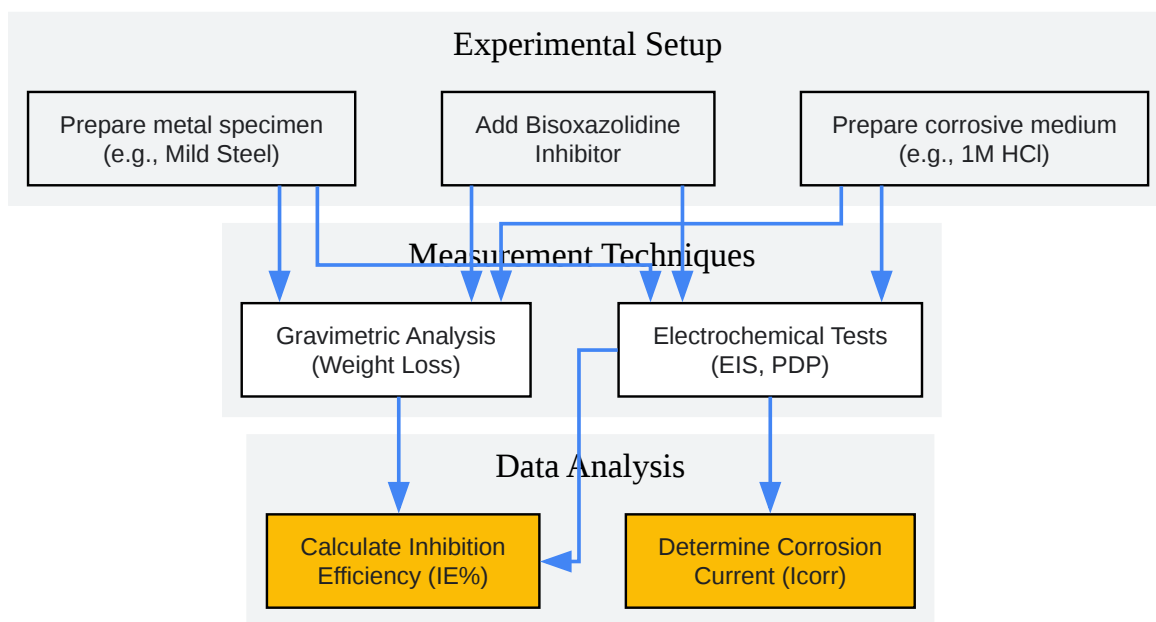 Experimental Setup
Prepare metal specimen
(e.g., Mild Steel)
Add Bisoxazolidine
Inhibitor
Prepare corrosive medium
(e.g., 1M HCl)
Measurement Techniques
Gravimetric Analysis
(Weight Loss)
Electrochemical Tests
(EIS, PDP)
Data Analysis
Calculate Inhibition
Efficiency (IE%)
Determine Corrosion
Current (Icorr)